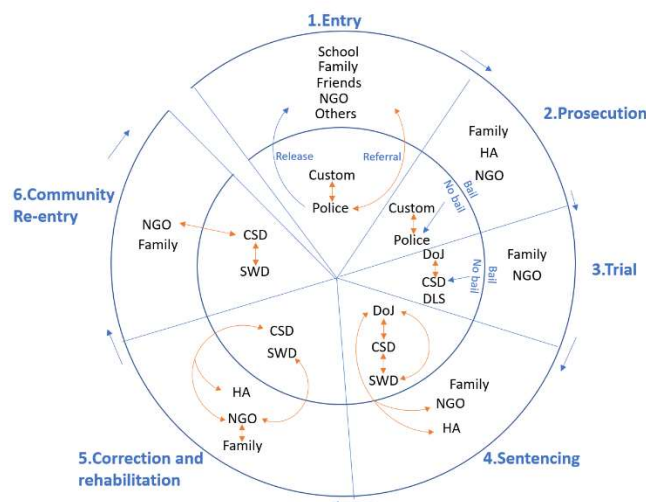 1.Entry
School
Family
Friends
NGO
Others
Release
Referral
Custom
Police
2.Prosecution
Family
HA
NGO
Bail
No bail
Custom
Police
3.Trial
Family
NGO
Bail
No bail
DoJ
CSD
DLS
4.Sentencing
DoJ
CSD
SWD
Family
NGO
HA
5.Correction and
rehabilitation
CSD
SWD
HA
NGO
Family
6.Community
Re-entry
NGO
Family
CSD
SWD